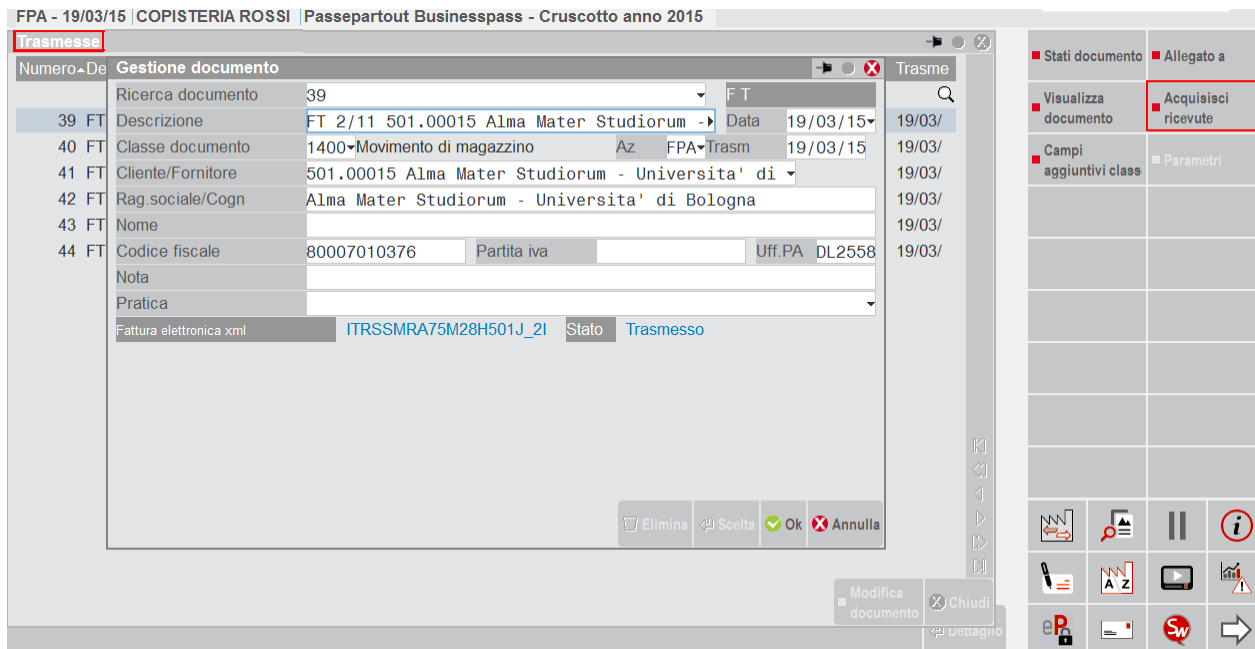 FPA - 19/03/15 COPISTERIA ROSSI Passepartout Businesspass - Cruscotto anno 2015
Trasmesse
Numero De Gestione documento Trasme
Ricerca documento 39 F T
39 FT Descrizione FT 2/11 501.00015 Alma Mater Studiorum - Data 19/03/15 19/03/
40 FT Classe documento 1400 Movimento di magazzino Az FPA Trasm 19/03/15 19/03/
41 FT Cliente/Fornitore 501.00015 Alma Mater Studiorum - Universita' di 19/03/
42 FT Rag.sociale/Cogn Alma Mater Studiorum - Universita' di Bologna 19/03/
43 FT Nome 19/03/
44 FT Codice fiscale 80007010376 Partita iva Uff.PA DL2558 19/03/
Nota
Pratica
Fattura elettronica xml ITRSSMRA75M28H501J_2I Stato Trasmesso
Elimina Scelta Ok Annulla
Modifica
documento Chiudi
Dettaglio
Stati documento Allegato a
Visualizza
documento
Acquisisci
ricevute
Campi
aggiuntivi class
Parametri
i
A Z
eP Sw